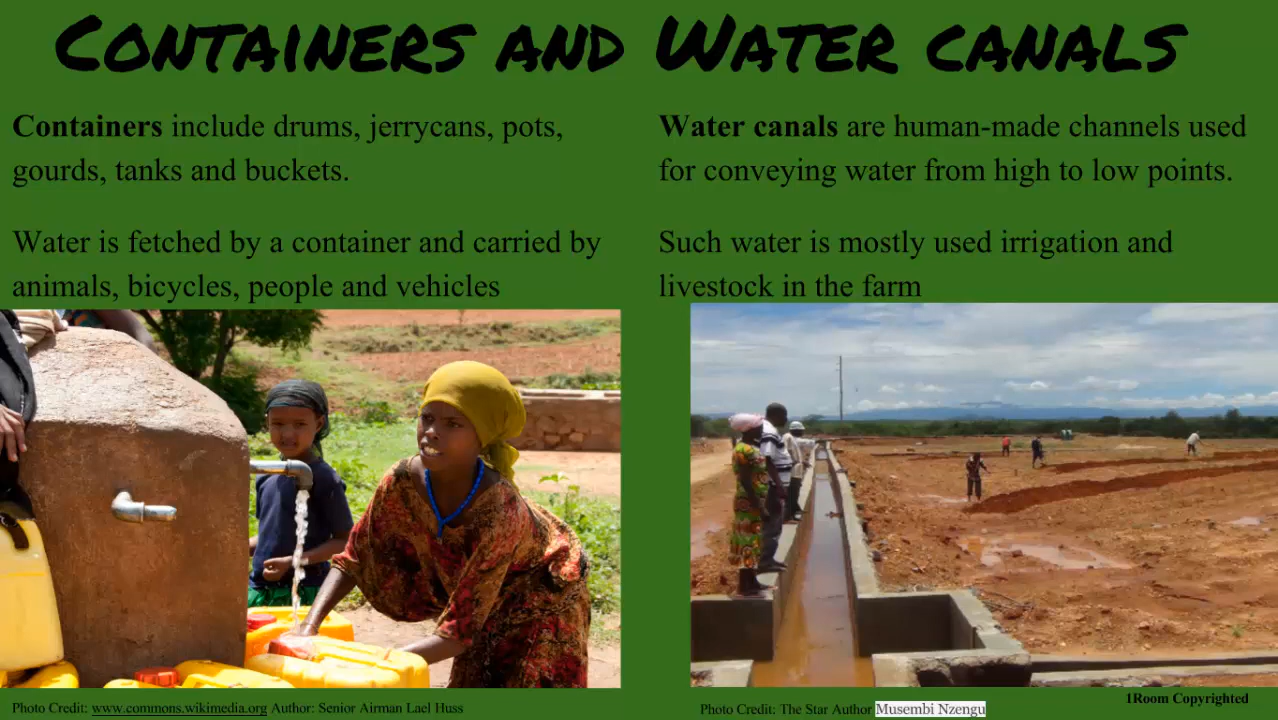 Containers and Water canals
Containers include drums, jerrycans, pots,
gourds, tanks and buckets.
Water is fetched by a container and carried by
animals, bicycles, people and vehicles
Water canals are human-made channels used
for conveying water from high to low points.
Such water is mostly used irrigation and
livestock in the farm
Photo Credit: www.commons.wikimedia.org Author: Senior Airman Lael Huss
Photo Credit: The Star Author Musembi Nzengu
1Room Copyrighted